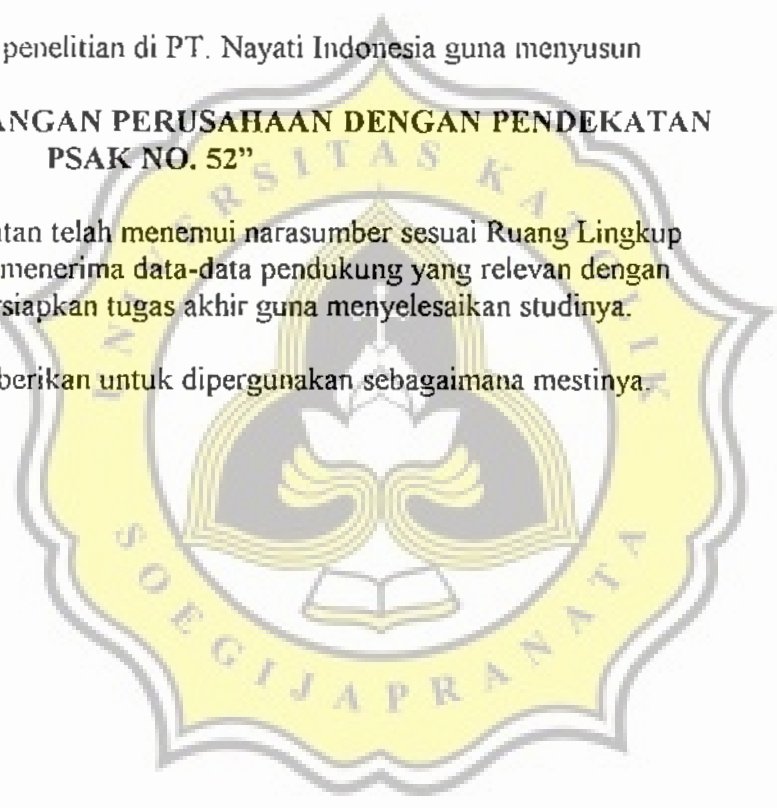 penelitian di PT. Nayati Indonesia guna menyusun
ANGAN PERUSAHAAN DENGAN PENDEKATAN
PSAK NO. 52”
tan telah menemui narasumber sesuai Ruang Lingkup
menerima data-data pendukung yang relevan dengan
rsiapkan tugas akhir guna menyelesaikan studinya.
berikan untuk dipergunakan sebagaimana mestinya.
UNIVERSITAS KATOLIK
SOEGIJAPRANATA